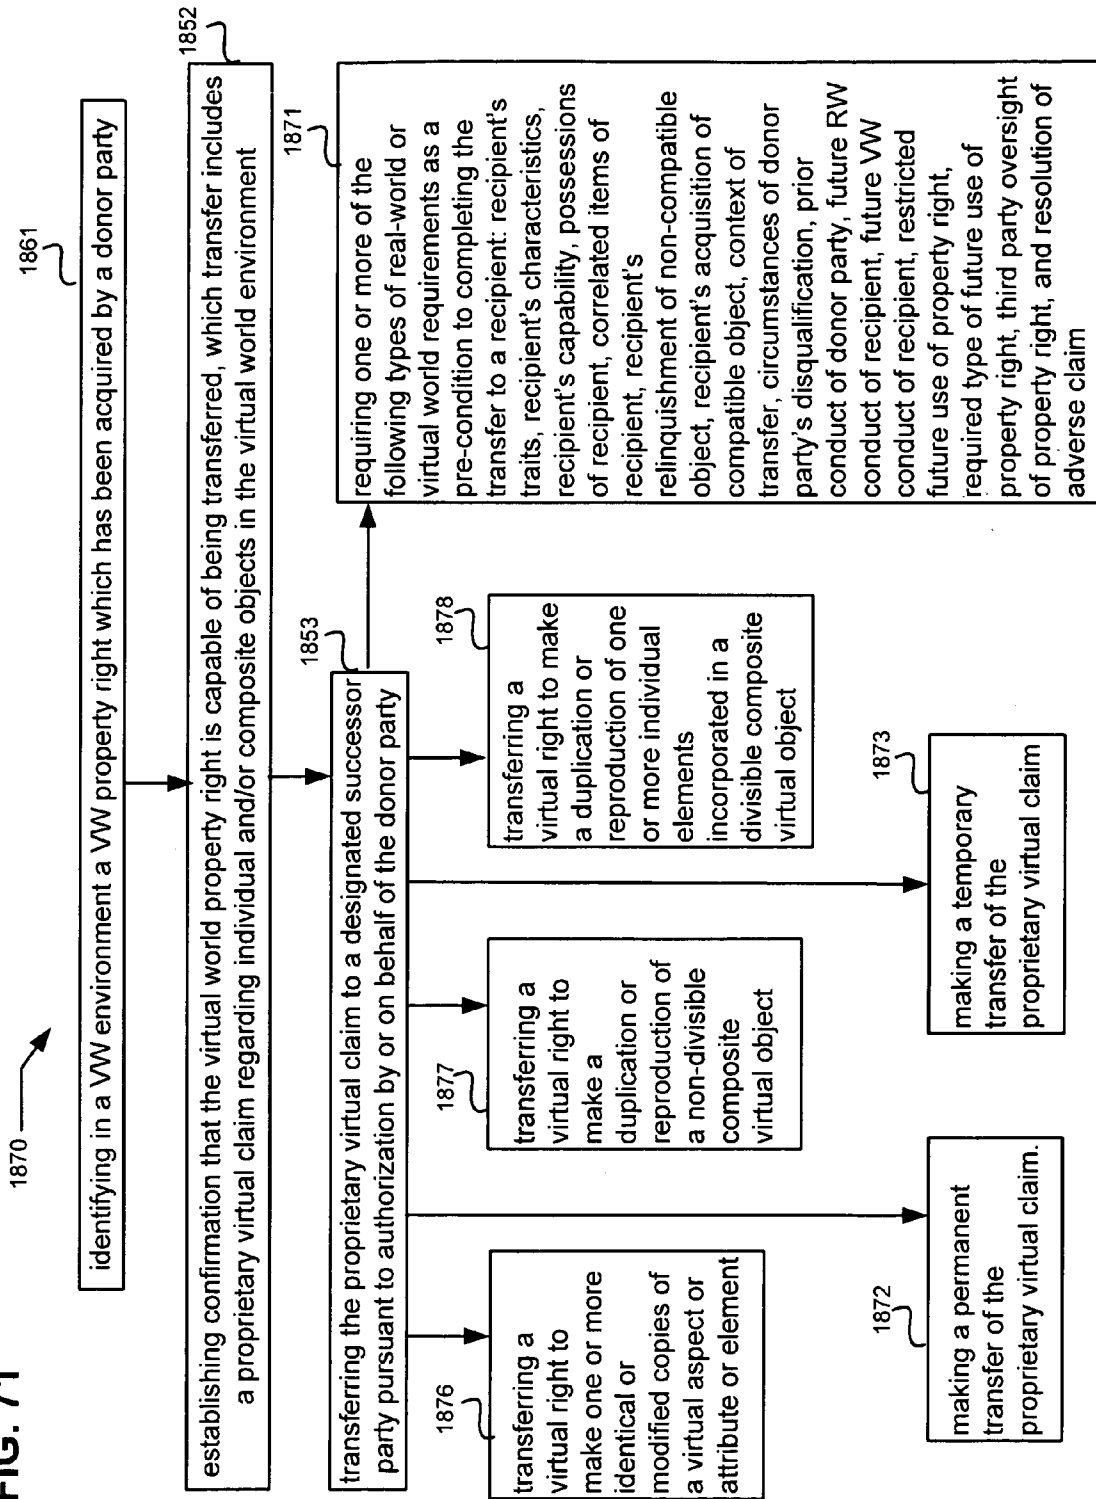 FIG. 71
1870
1861
identifying in a VW environment a VW property right which has been acquired by a donor party
1852
establishing confirmation that the virtual world property right is capable of being transferred, which transfer includes
a proprietary virtual claim regarding individual and/or composite objects in the virtual world environment
1853
transferring the proprietary virtual claim to a designated successor
party pursuant to authorization by or on behalf of the donor party
1871
requiring one or more of the
following types of real-world or
virtual world requirements as a
pre-condition to completing the
transfer to a recipient: recipient's
traits, recipient's characteristics,
recipient's capability, possessions
of recipient, correlated items of
recipient, recipient's
relinquishment of non-compatible
object, recipient's acquisition of
compatible object, context of
transfer, circumstances of donor
party's disqualification, prior
conduct of donor party, future RW
conduct of recipient, future VW
conduct of recipient, restricted
future use of property right,
required type of future use of
property right, third party oversight
of property right, and resolution of
adverse claim
1876
transferring a
virtual right to
make one or more
identical or
modified copies of
a virtual aspect or
attribute or element
1877
transferring a
virtual right to
make a
duplication or
reproduction of
a non-divisible
composite
virtual object
1878
transferring a
virtual right to make
a duplication or
reproduction of one
or more individual
elements
incorporated in a
divisible composite
virtual object
1872
making a permanent
transfer of the
proprietary virtual claim.
1873
making a temporary
transfer of the
proprietary virtual claim